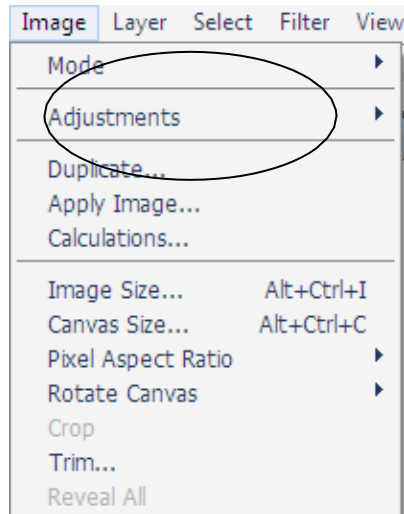 Image Layer Select Filter View
Mode
Adjustments
Duplicate...
Apply Image...
Calculations...
Image Size... Alt+Ctrl+I
Canvas Size... Alt+Ctrl+C
Pixel Aspect Ratio
Rotate Canvas
Crop
Trim...
Reveal All